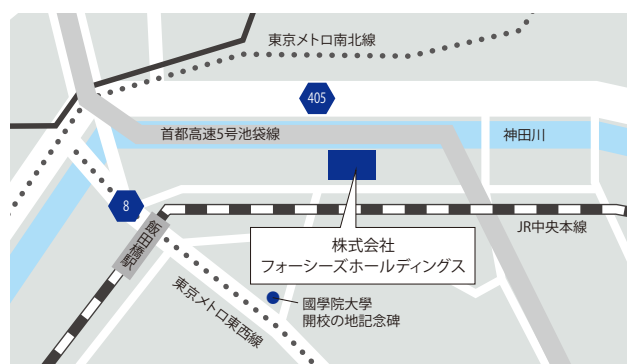 東京メトロ南北線
405
首都高速5号池袋線
神田川
8
飯田橋駅
JR中央本線
株式会社
フォーシーズホールディングス
東京メトロ東西線
國學院大學
開校の地記念碑